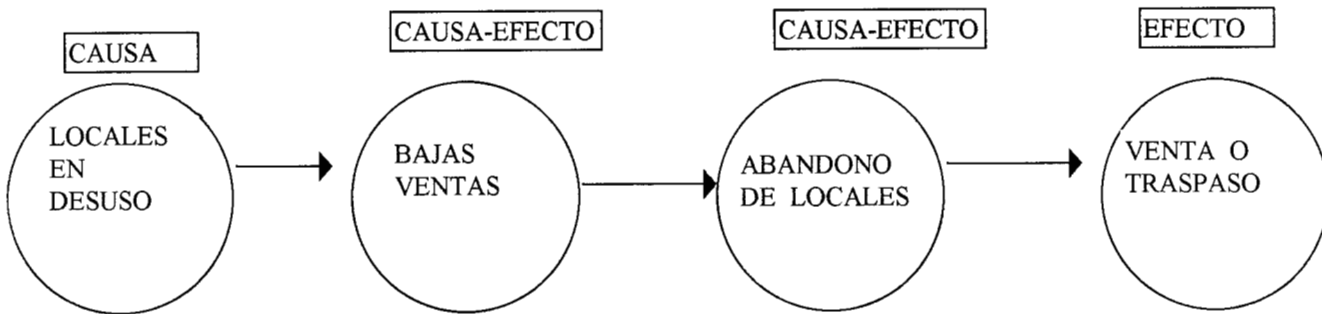 CAUSA
CAUSA-EFECTO
CAUSA-EFECTO
EFECTO
LOCALES
EN
DESUSO
BAJAS
VENTAS
ABANDONO
DE LOCALES
VENTA O
TRASPASO